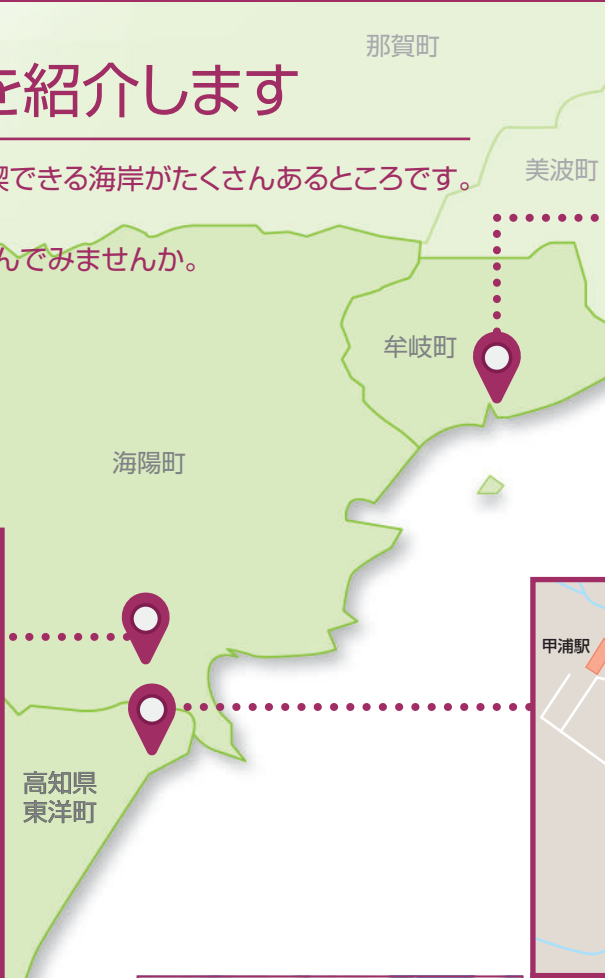 那賀町
を紹介します
喫できる海岸がたくさんあるところです。
美波町
んでみませんか。
牟岐町
海陽町
甲浦駅
高知県
東洋町